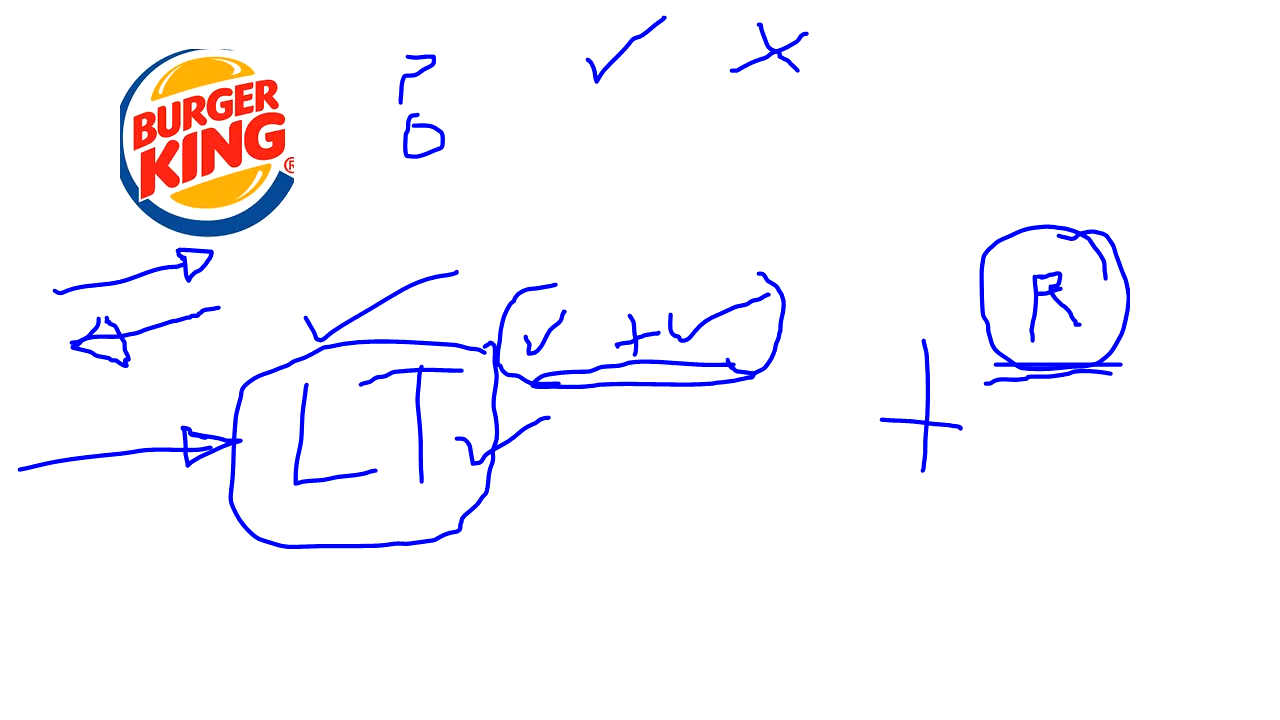 BURGER
KING
®
P
D
✓ X
✓
✓ + ✓
LT
✓
+
R